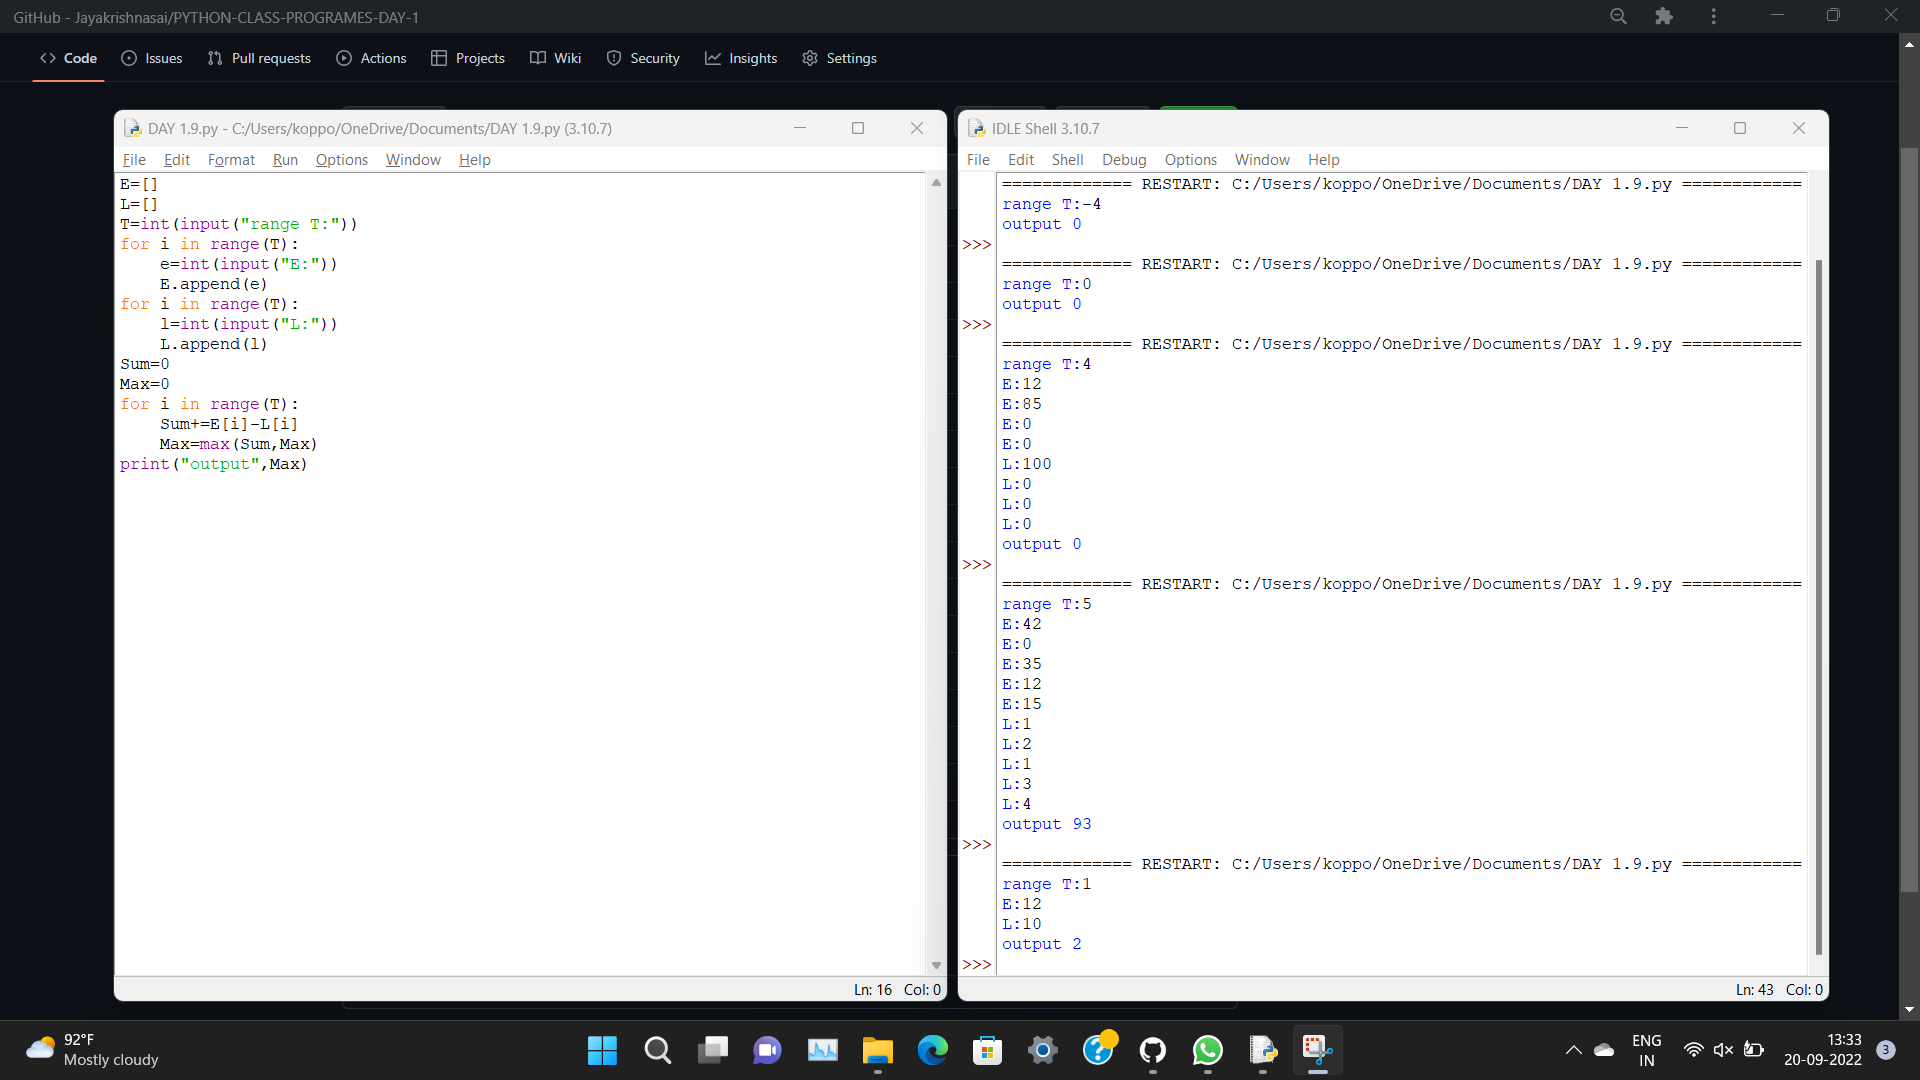 GitHub - Jayakrishnasai/PYTHON-CLASS-PROGRAMES-DAY-1
Code Issues Pull requests Actions Projects Wiki Security Insights Settings
DAY 1.9.py - C:/Users/koppo/OneDrive/Documents/DAY 1.9.py (3.10.7)
File Edit Format Run Options Window Help
E=[]
L=[]
T=int(input("range T:"))
for i in range(T):
    e=int(input("E:"))
    E.append(e)
for i in range(T):
    l=int(input("L:"))
    L.append(l)
Sum=0
Max=0
for i in range(T):
    Sum+=E[i]-L[i]
    Max=max(Sum,Max)
print("output",Max)
Ln: 16 Col: 0
IDLE Shell 3.10.7
File Edit Shell Debug Options Window Help
============= RESTART: C:/Users/koppo/OneDrive/Documents/DAY 1.9.py ============
range T:-4
output 0
>>>
============= RESTART: C:/Users/koppo/OneDrive/Documents/DAY 1.9.py ============
range T:0
output 0
>>>
============= RESTART: C:/Users/koppo/OneDrive/Documents/DAY 1.9.py ============
range T:4
E:12
E:85
E:0
E:0
L:100
L:0
L:0
L:0
output 0
>>>
============= RESTART: C:/Users/koppo/OneDrive/Documents/DAY 1.9.py ============
range T:5
E:42
E:0
E:35
E:12
E:15
L:1
L:2
L:1
L:3
L:4
output 93
>>>
============= RESTART: C:/Users/koppo/OneDrive/Documents/DAY 1.9.py ============
range T:1
E:12
L:10
output 2
>>>
Ln: 43 Col: 0
92°F
Mostly cloudy
ENG
IN
13:33
20-09-2022
3